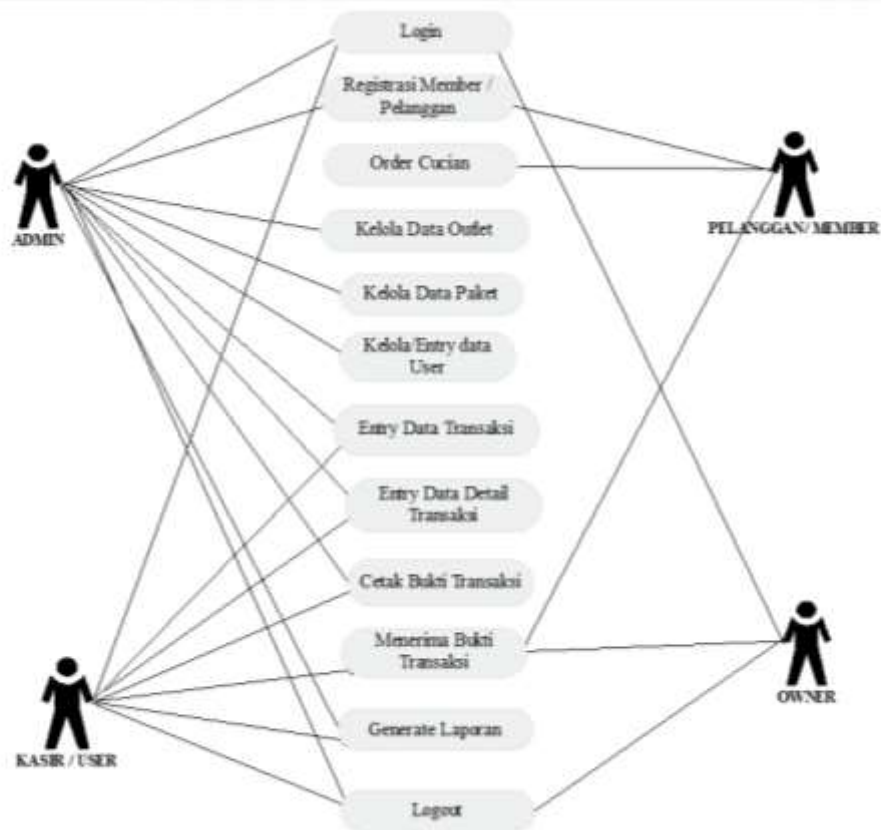 Login
Registrasi Member /
Pelanggan
Order Cucian
ADMIN
PELANGGAN/ MEMBER
Kelola Data Outlet
Kelola Data Paket
Kelola/Entry data
User
Entry Data Transaksi
Entry Data Detail
Transaksi
Cetak Bukti Transaksi
Menerima Bukti
Transaksi
OWNER
KASIR / USER
Generate Laporan
Logout